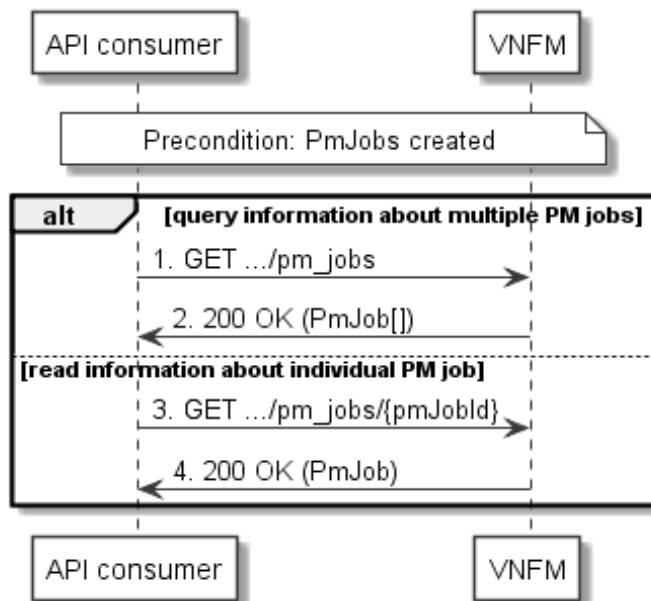 API consumer
VNFM
Precondition: PmJobs created
alt
[query information about multiple PM jobs]
1. GET .../pm_jobs
2. 200 OK (PmJob[])
[read information about individual PM job]
3. GET .../pm_jobs/{pmJobId}
4. 200 OK (PmJob)
API consumer
VNFM